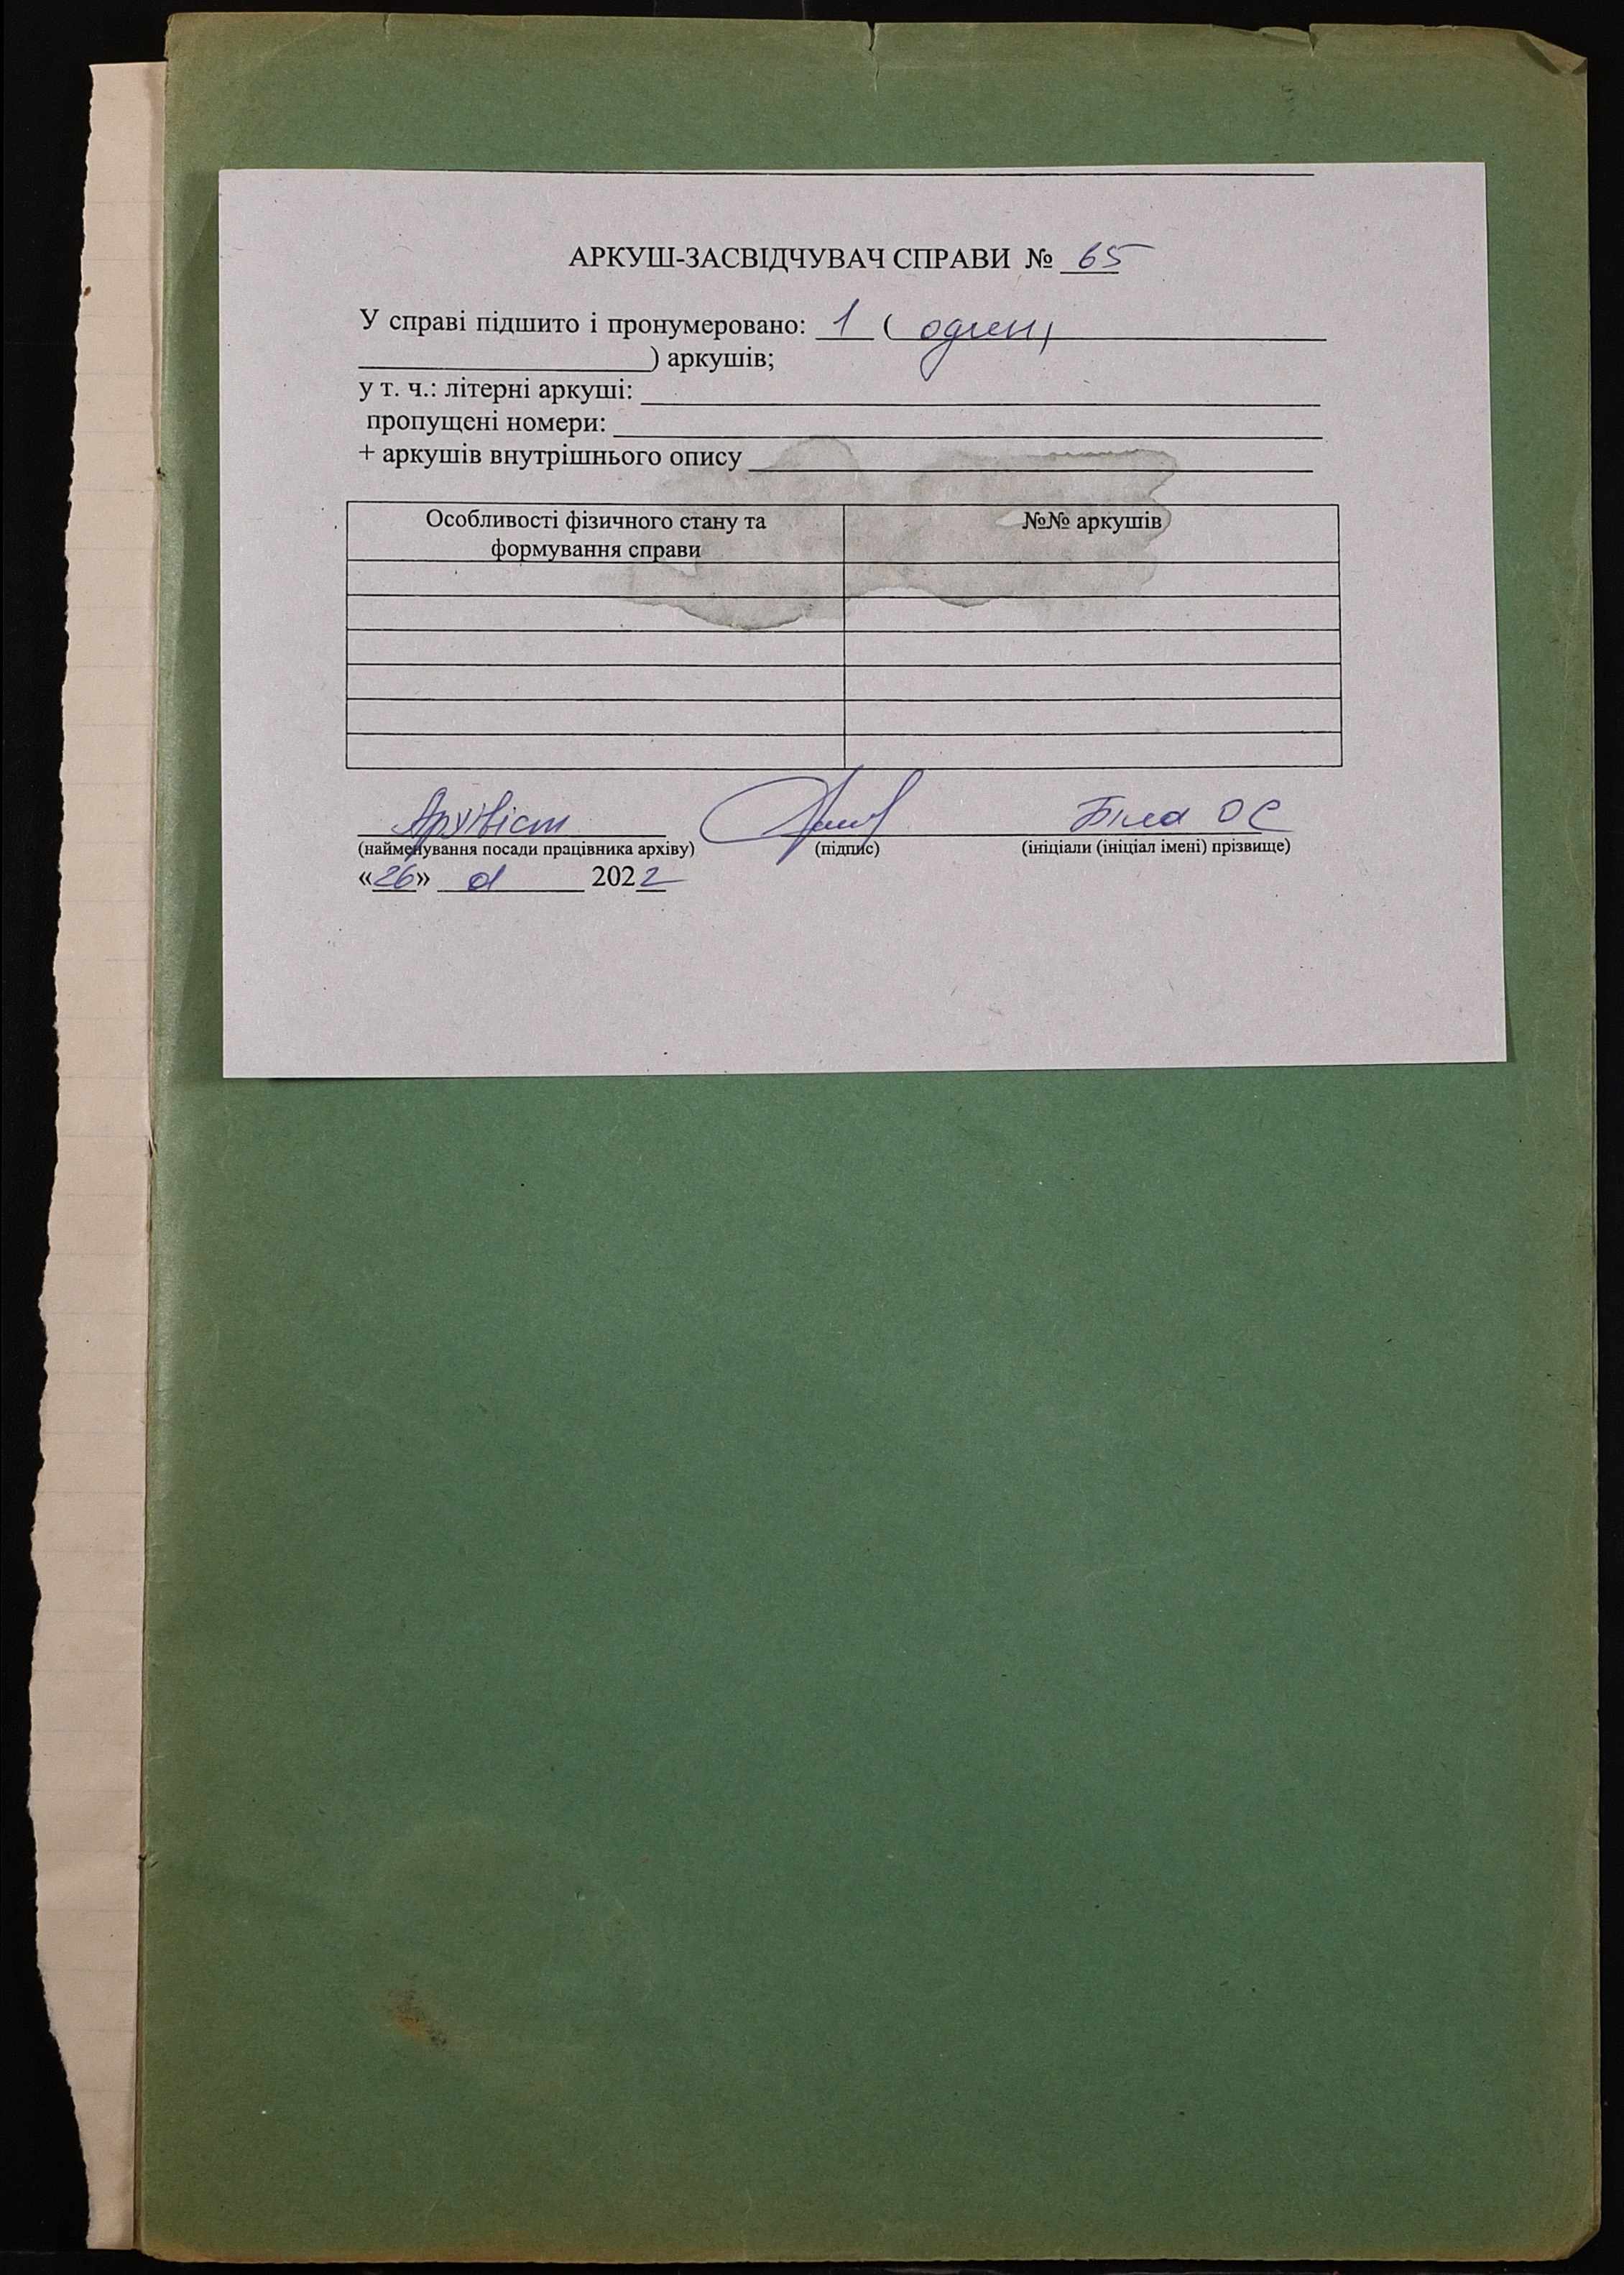 АРКУШ-ЗАСВІДЧУВАЧ СПРАВИ № 65
У справі підшито і пронумеровано: 1 ( один
) аркушів;
у т. ч.: літерні аркуші:
пропущені номери:
+ аркушів внутрішнього опису
Особливості фізичного стану та
формування справи
№№ аркушів
Архівіст Біла О С
(найменування посади працівника архіву) (підпис) (ініціали (ініціал імені) прізвище)
«26» 2022